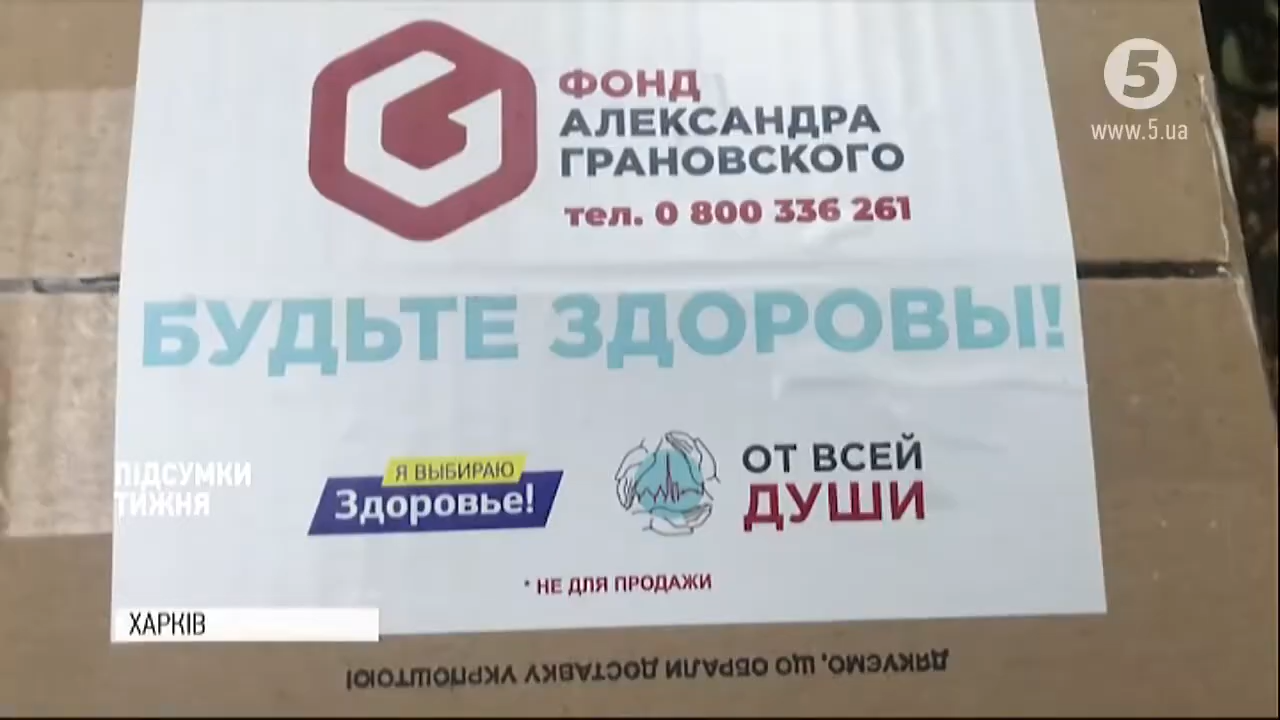 5
www.5.ua
ФОНД
АЛЕКСАНДРА
ГРАНОВСКОГО
тел. 0 800 336 261
БУДЬТЕ ЗДОРОВЫ!
Я ВЫБИРАЮ
Здоровье!
ОТ ВСЕЙ
ДУШИ
* НЕ ДЛЯ ПРОДАЖИ
ПІДСУМКИ
ТИЖНЯ
ХАРКІВ
ДЯКУЄМО, ЩО ОБРАЛИ ДОСТАВКУ УКРПОШТОЮ!